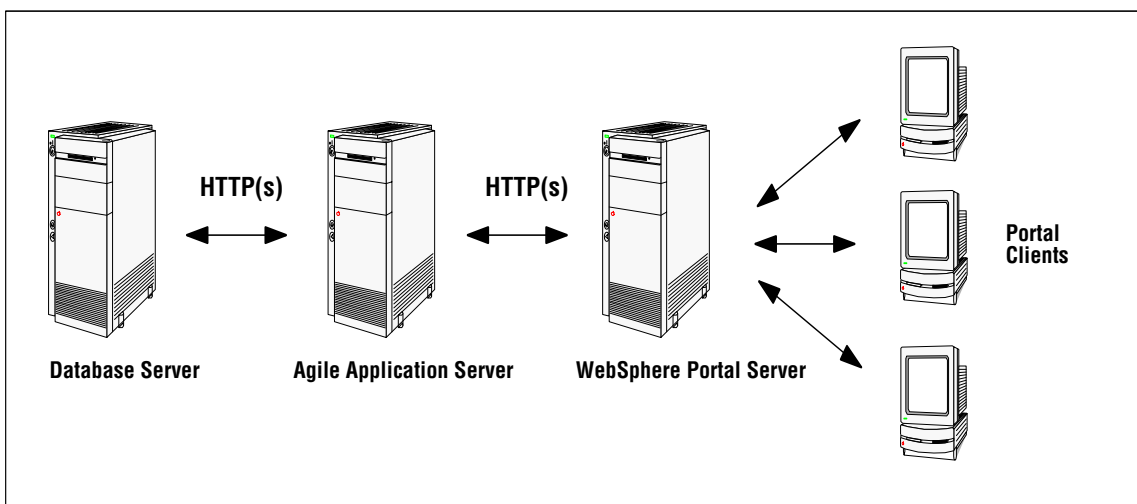 HTTP(s)
HTTP(s)
Portal
Clients
Database Server
Agile Application Server
WebSphere Portal Server